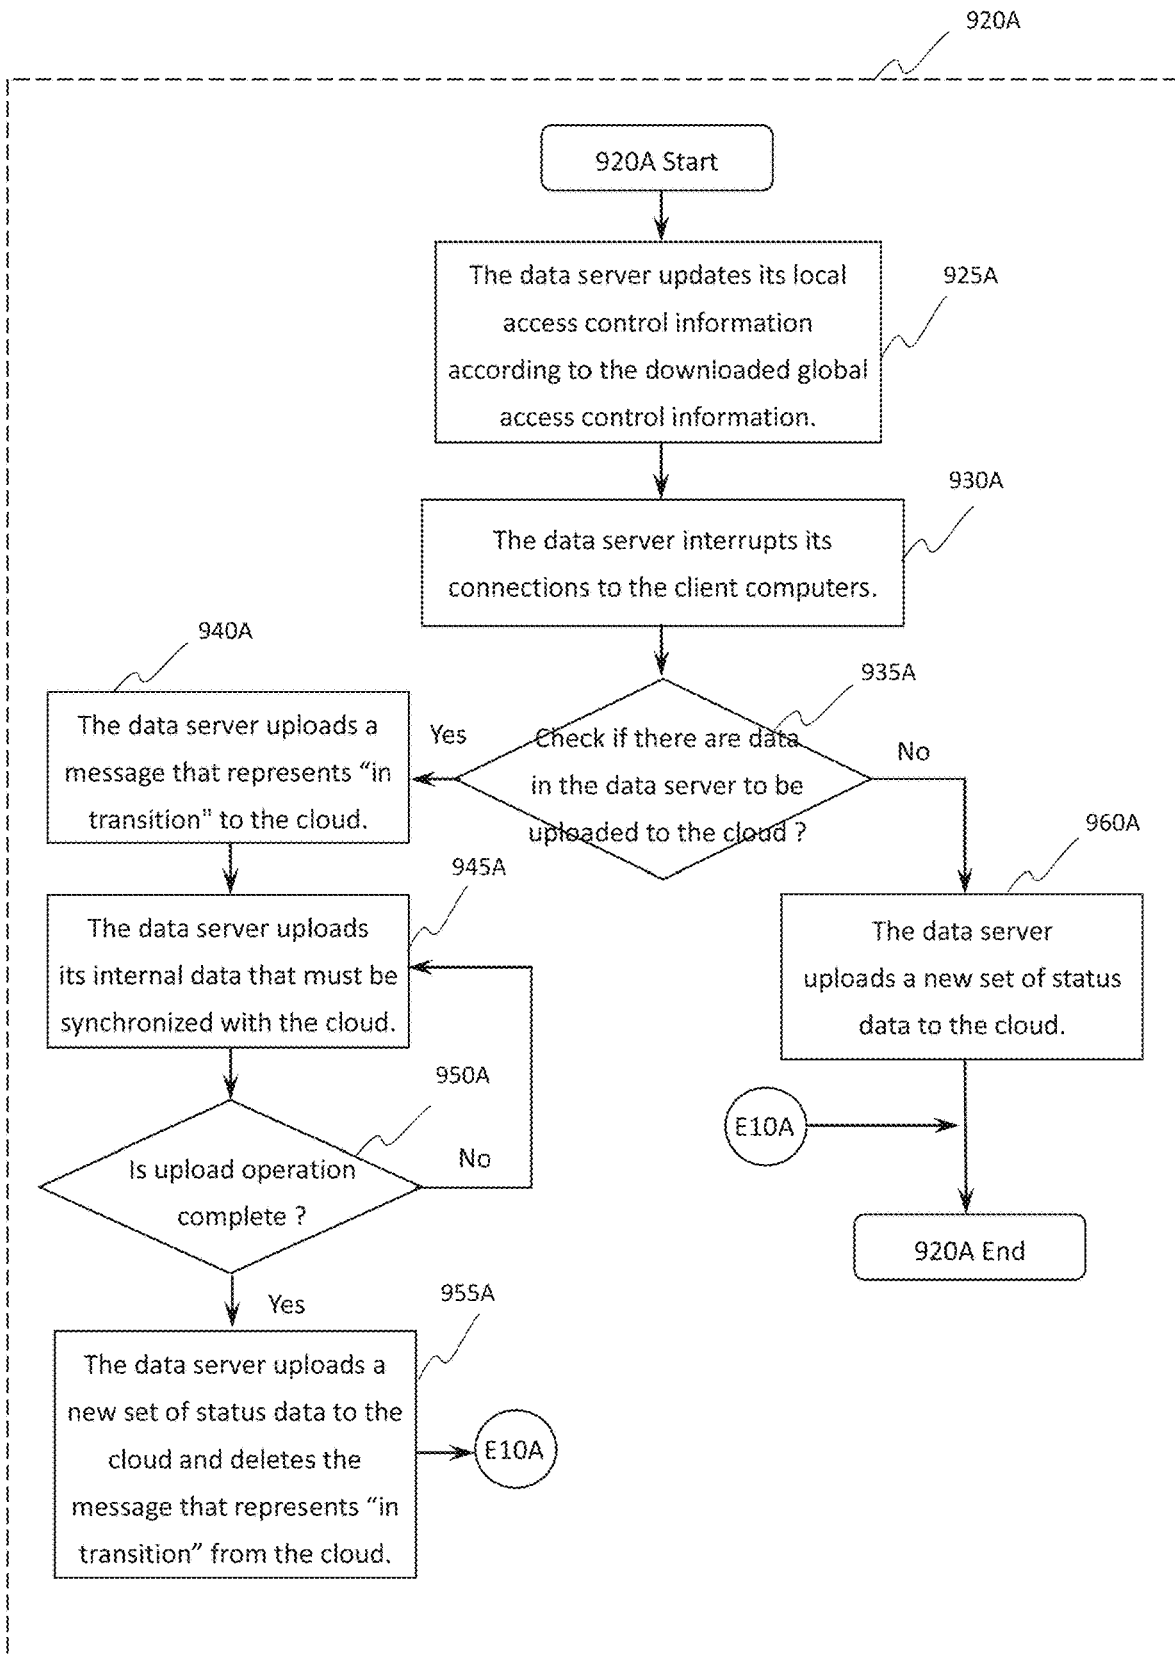 920A
920A Start
The data server updates its local
access control information
according to the downloaded global
access control information.
925A
The data server interrupts its
connections to the client computers.
930A
Check if there are data
in the data server to be
uploaded to the cloud ?
935A
Yes
No
940A
The data server uploads a
message that represents “in
transition" to the cloud.
945A
The data server uploads
its internal data that must be
synchronized with the cloud.
950A
Is upload operation
complete ?
No
Yes
955A
The data server uploads a
new set of status data to the
cloud and deletes the
message that represents “in
transition” from the cloud.
E10A
960A
The data server
uploads a new set of status
data to the cloud.
E10A
920A End